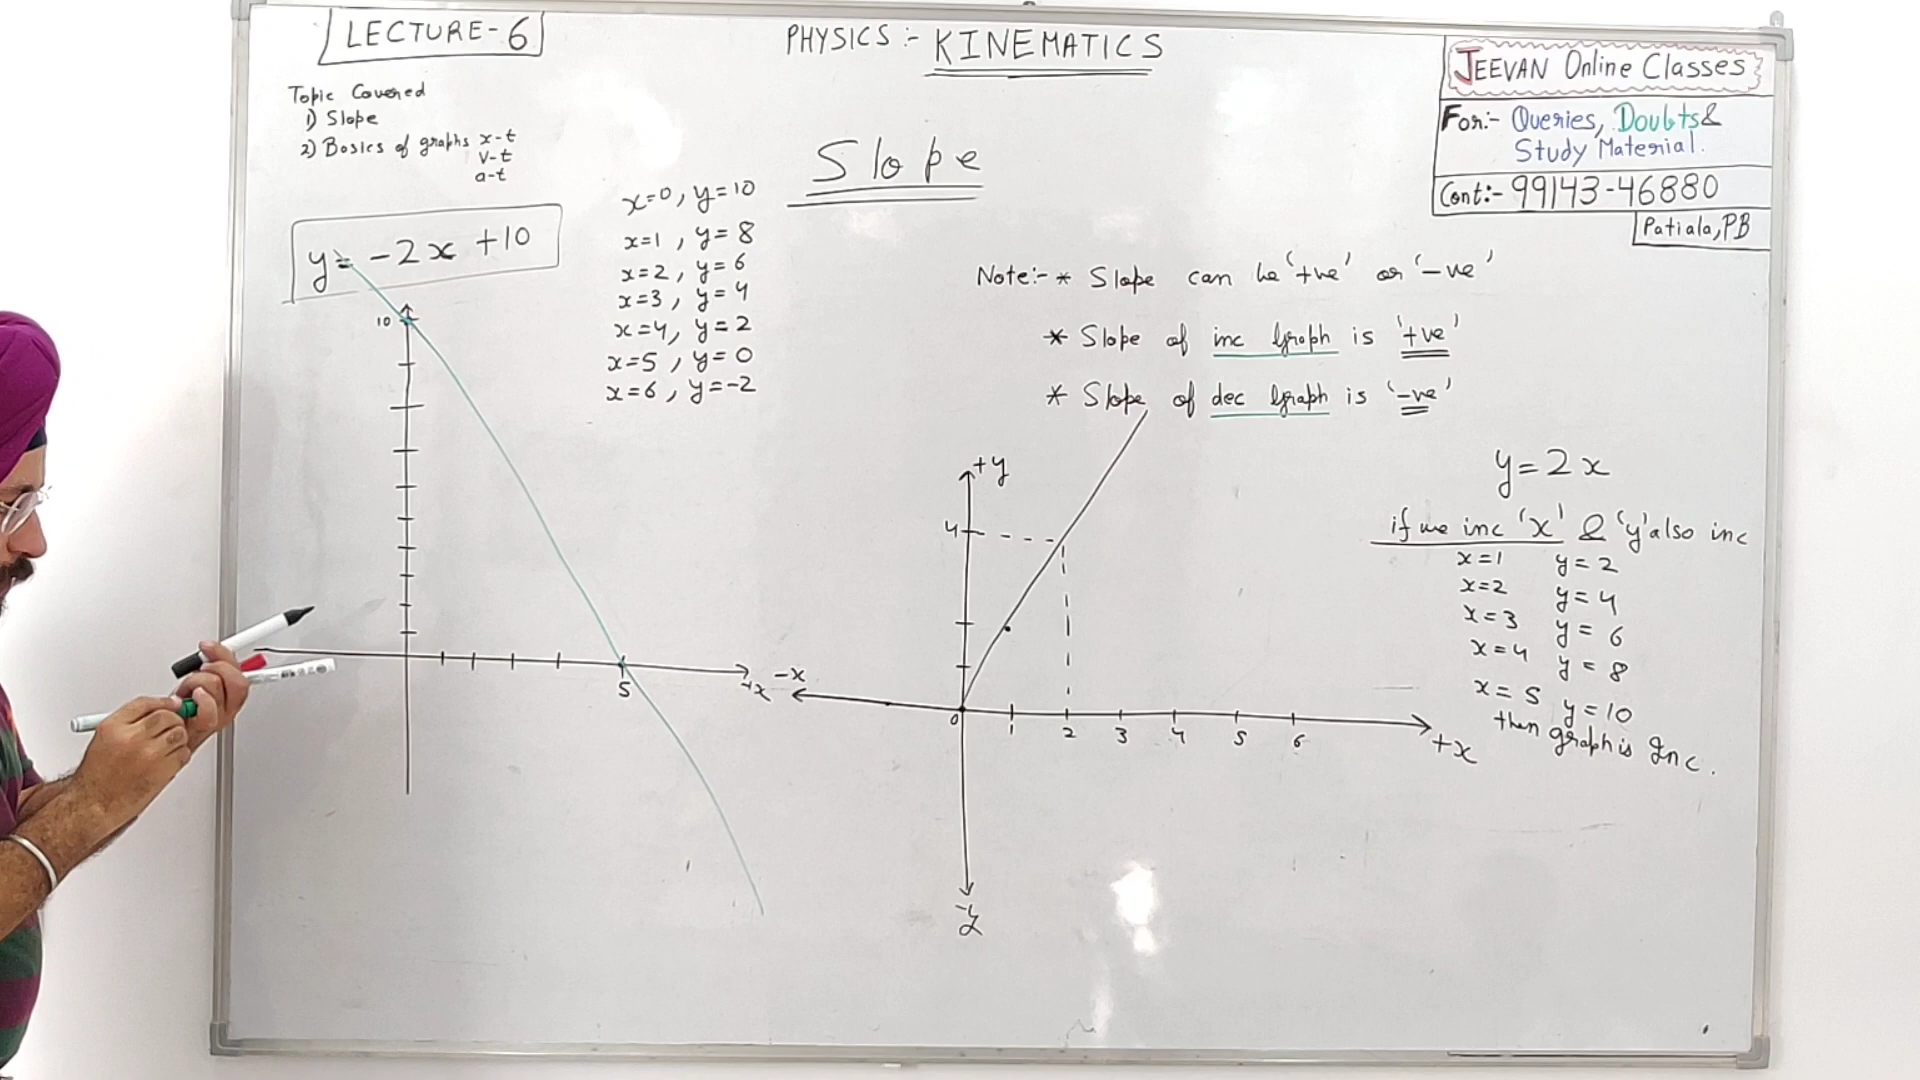 LECTURE-6
PHYSICS:- KINEMATICS
JEEVAN Online Classes
For:- Queries, Doubts &
Study Material.
Cont:- 99143-46880
Patiala, PB
Topic Covered
1) Slope
2) Basics of graphs x-t
v-t
a-t
Slope
y= -2x +10
x=0, y=10
x=1, y=8
x=2, y=6
x=3, y=4
x=4, y=2
x=5, y=0
x=6, y=-2
10
5
+x
Note:- * Slope can be '+ve' or '-ve'
* Slope of inc Graph is '+ve'
* Slope of dec Graph is '-ve'
+y
4
-x
0
1 2 3 4 5 6
+x
-y
y=2x
if we inc 'x' & 'y' also inc
x=1 y=2
x=2 y=4
x=3 y=6
x=4 y=8
x=5 y=10
then graph is Inc.